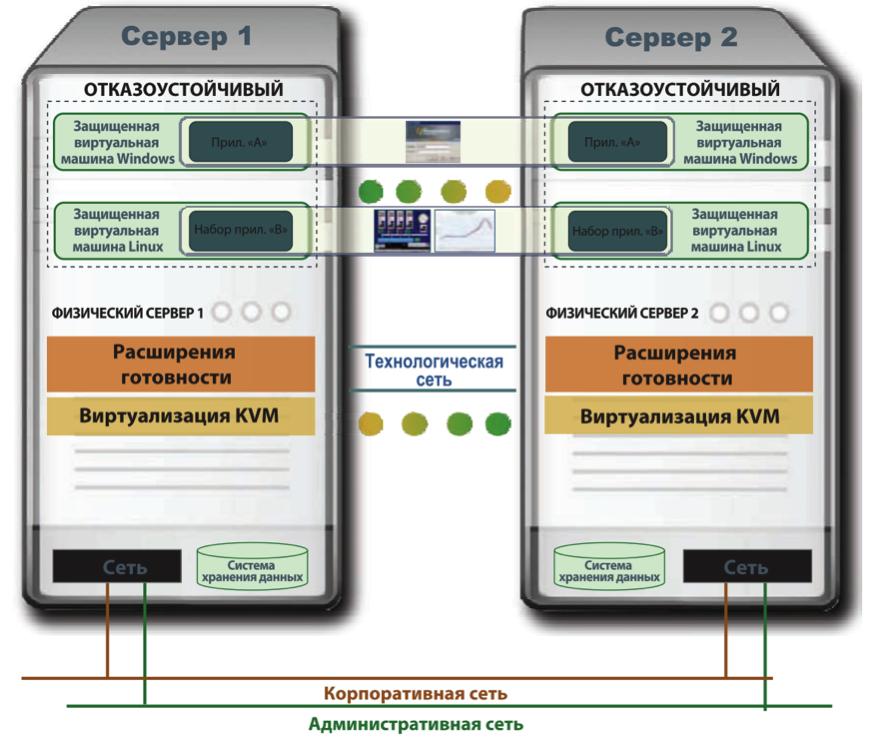 Сервер 1
Сервер 2
ОТКАЗОУСТОЙЧИВЫЙ
ОТКАЗОУСТОЙЧИВЫЙ
Защищенная
виртуальная
машина Windows
Прил. «А»
Прил. «А»
Защищенная
виртуальная
машина Windows
Защищенная
виртуальная
машина Linux
Набор прил. «В»
Набор прил. «В»
Защищенная
виртуальная
машина Linux
ФИЗИЧЕСКИЙ СЕРВЕР 1
ФИЗИЧЕСКИЙ СЕРВЕР 2
Расширения
готовности
Технологическая
сеть
Расширения
готовности
Виртуализация KVM
Виртуализация KVM
Сеть
Система
хранения данных
Система
хранения данных
Сеть
Корпоративная сеть
Административная сеть